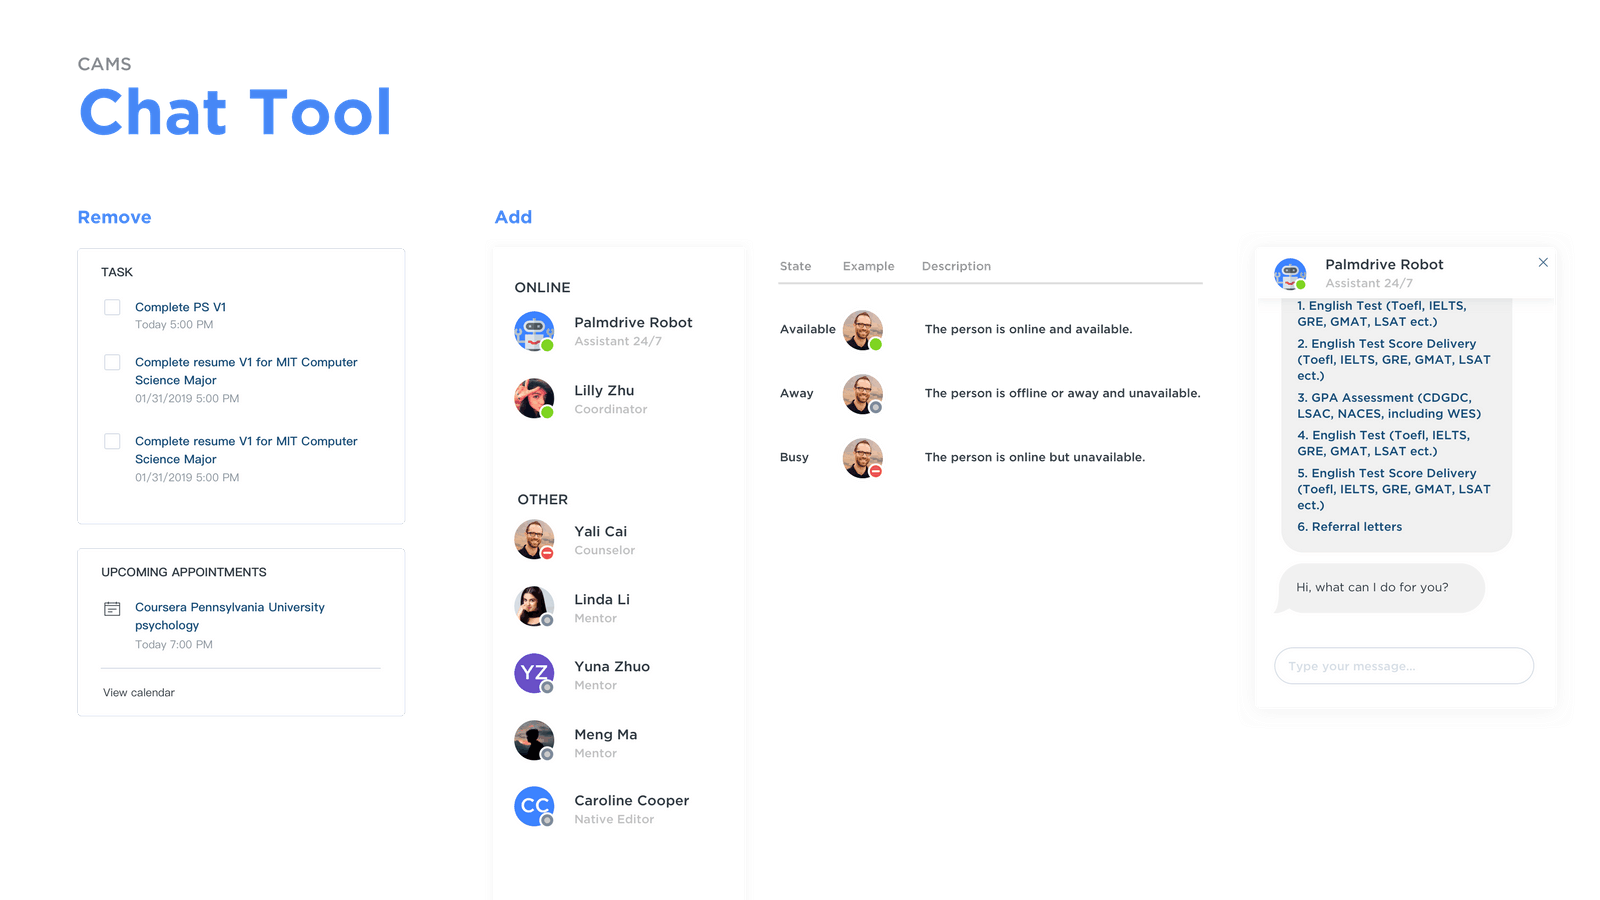 CAMS
Chat Tool
Remove
TASK
Complete PS V1
Today 5:00 PM
Complete resume V1 for MIT Computer
Science Major
01/31/2019 5:00 PM
Complete resume V1 for MIT Computer
Science Major
01/31/2019 5:00 PM
UPCOMING APPOINTMENTS
Coursera Pennsylvania University
psychology
Today 7:00 PM
View calendar
Add
ONLINE
Palmdrive Robot
Assistant 24/7
Lilly Zhu
Coordinator
OTHER
Yali Cai
Counselor
Linda Li
Mentor
YZ
Yuna Zhuo
Mentor
Meng Ma
Mentor
CC
Caroline Cooper
Native Editor
State Example Description
Available The person is online and available.
Away The person is offline or away and unavailable.
Busy The person is online but unavailable.
Palmdrive Robot
Assistant 24/7
1. English Test (Toefl, IELTS,
GRE, GMAT, LSAT ect.)
2. English Test Score Delivery
(Toefl, IELTS, GRE, GMAT, LSAT
ect.)
3. GPA Assessment (CDGDC,
LSAC, NACES, including WES)
4. English Test (Toefl, IELTS,
GRE, GMAT, LSAT ect.)
5. English Test Score Delivery
(Toefl, IELTS, GRE, GMAT, LSAT
ect.)
6. Referral letters
Hi, what can I do for you?
Type your message...